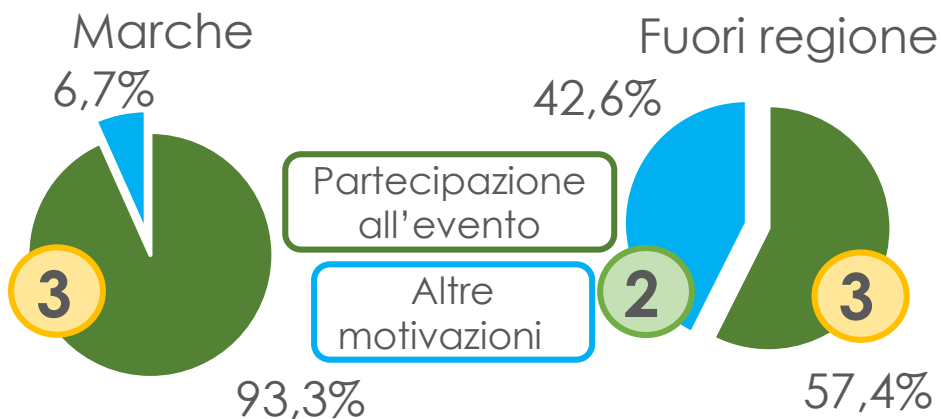 Marche
6,7%
3
93,3%
Partecipazione
all’evento
Altre
motivazioni
Fuori regione
42,6%
2
3
57,4%